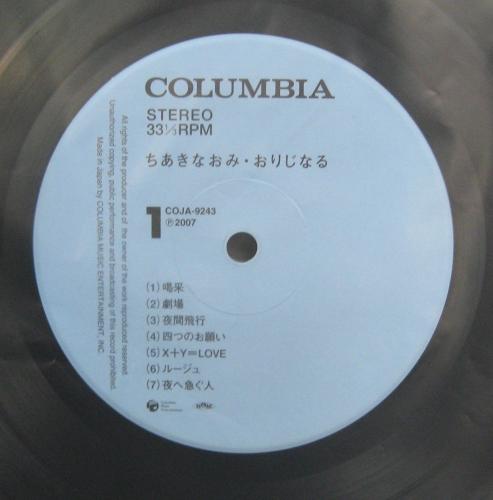 COLUMBIA
STEREO
33⅓RPM
ちあきなおみ・おりじなる
1
COJA-9243
℗2007
(1)喝采
(2)劇場
(3)夜間飛行
(4)四つのお願い
(5)X+Y=LOVE
(6)ルージュ
(7)夜へ急ぐ人
All rights of the producer and of the owner of the work reproduced reserved.
Unauthorized copying, public performance and broadcasting of this record prohibited.
Made in Japan by COLUMBIA MUSIC ENTERTAINMENT, INC.